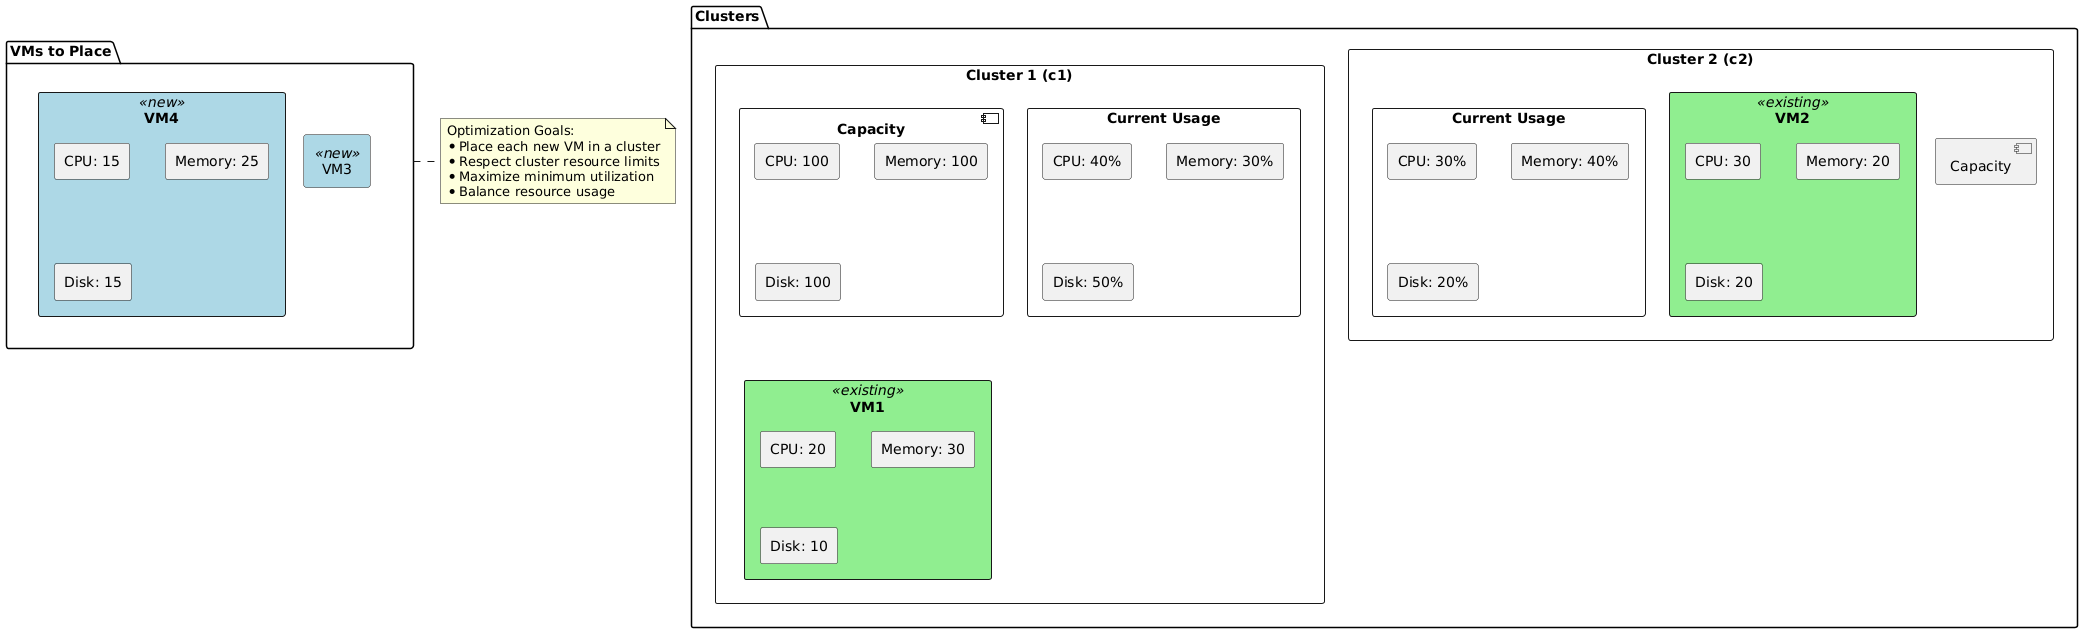 VMs to Place
«new»
VM4
CPU: 15
Memory: 25
Disk: 15
«new»
VM3
Optimization Goals:
• Place each new VM in a cluster
• Respect cluster resource limits
• Maximize minimum utilization
• Balance resource usage
Clusters
Cluster 1 (c1)
Capacity
CPU: 100
Memory: 100
Disk: 100
Current Usage
CPU: 40%
Memory: 30%
Disk: 50%
«existing»
VM1
CPU: 20
Memory: 30
Disk: 10
Cluster 2 (c2)
Current Usage
CPU: 30%
Memory: 40%
Disk: 20%
«existing»
VM2
CPU: 30
Memory: 20
Disk: 20
Capacity